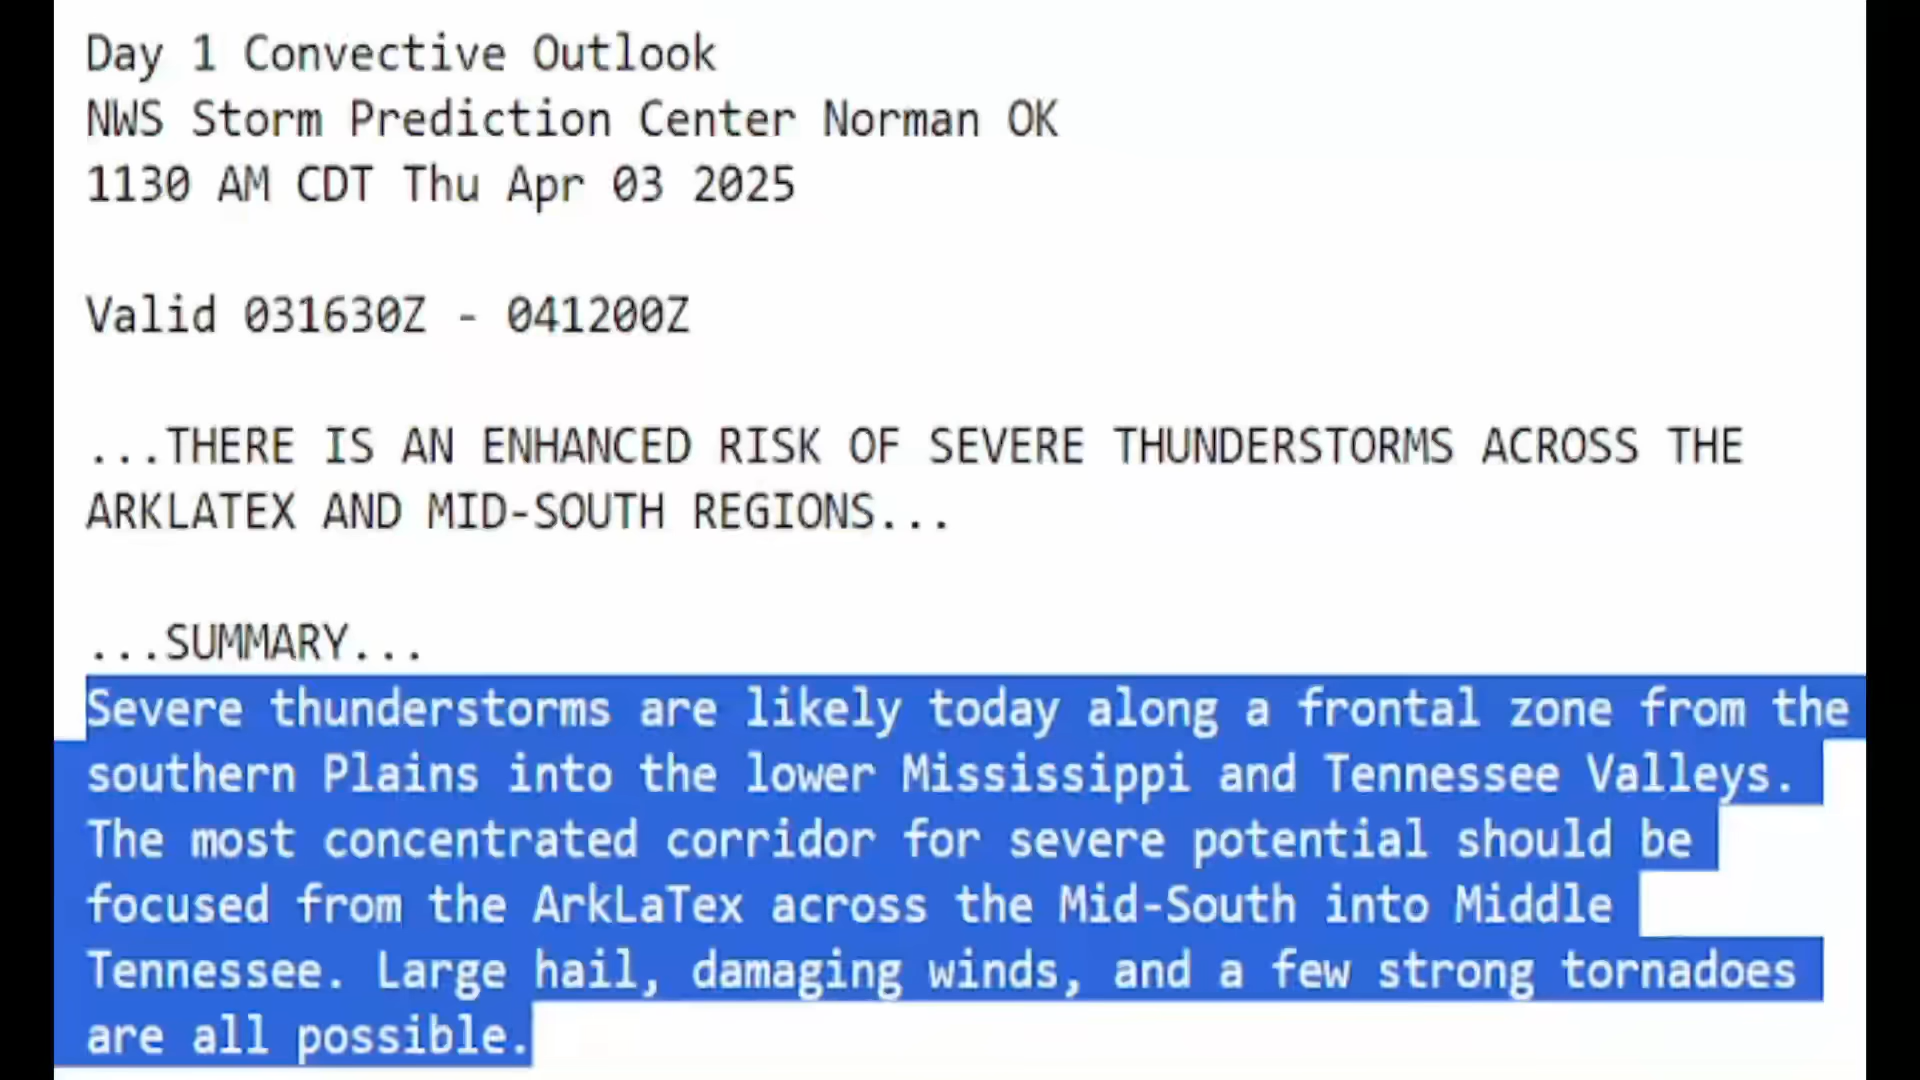 Day 1 Convective Outlook
NWS Storm Prediction Center Norman OK
1130 AM CDT Thu Apr 03 2025
Valid 031630Z - 041200Z
...THERE IS AN ENHANCED RISK OF SEVERE THUNDERSTORMS ACROSS THE
ARKLATEX AND MID-SOUTH REGIONS...
...SUMMARY...
Severe thunderstorms are likely today along a frontal zone from the
southern Plains into the lower Mississippi and Tennessee Valleys.
The most concentrated corridor for severe potential should be
focused from the ArkLaTex across the Mid-South into Middle
Tennessee. Large hail, damaging winds, and a few strong tornadoes
are all possible.